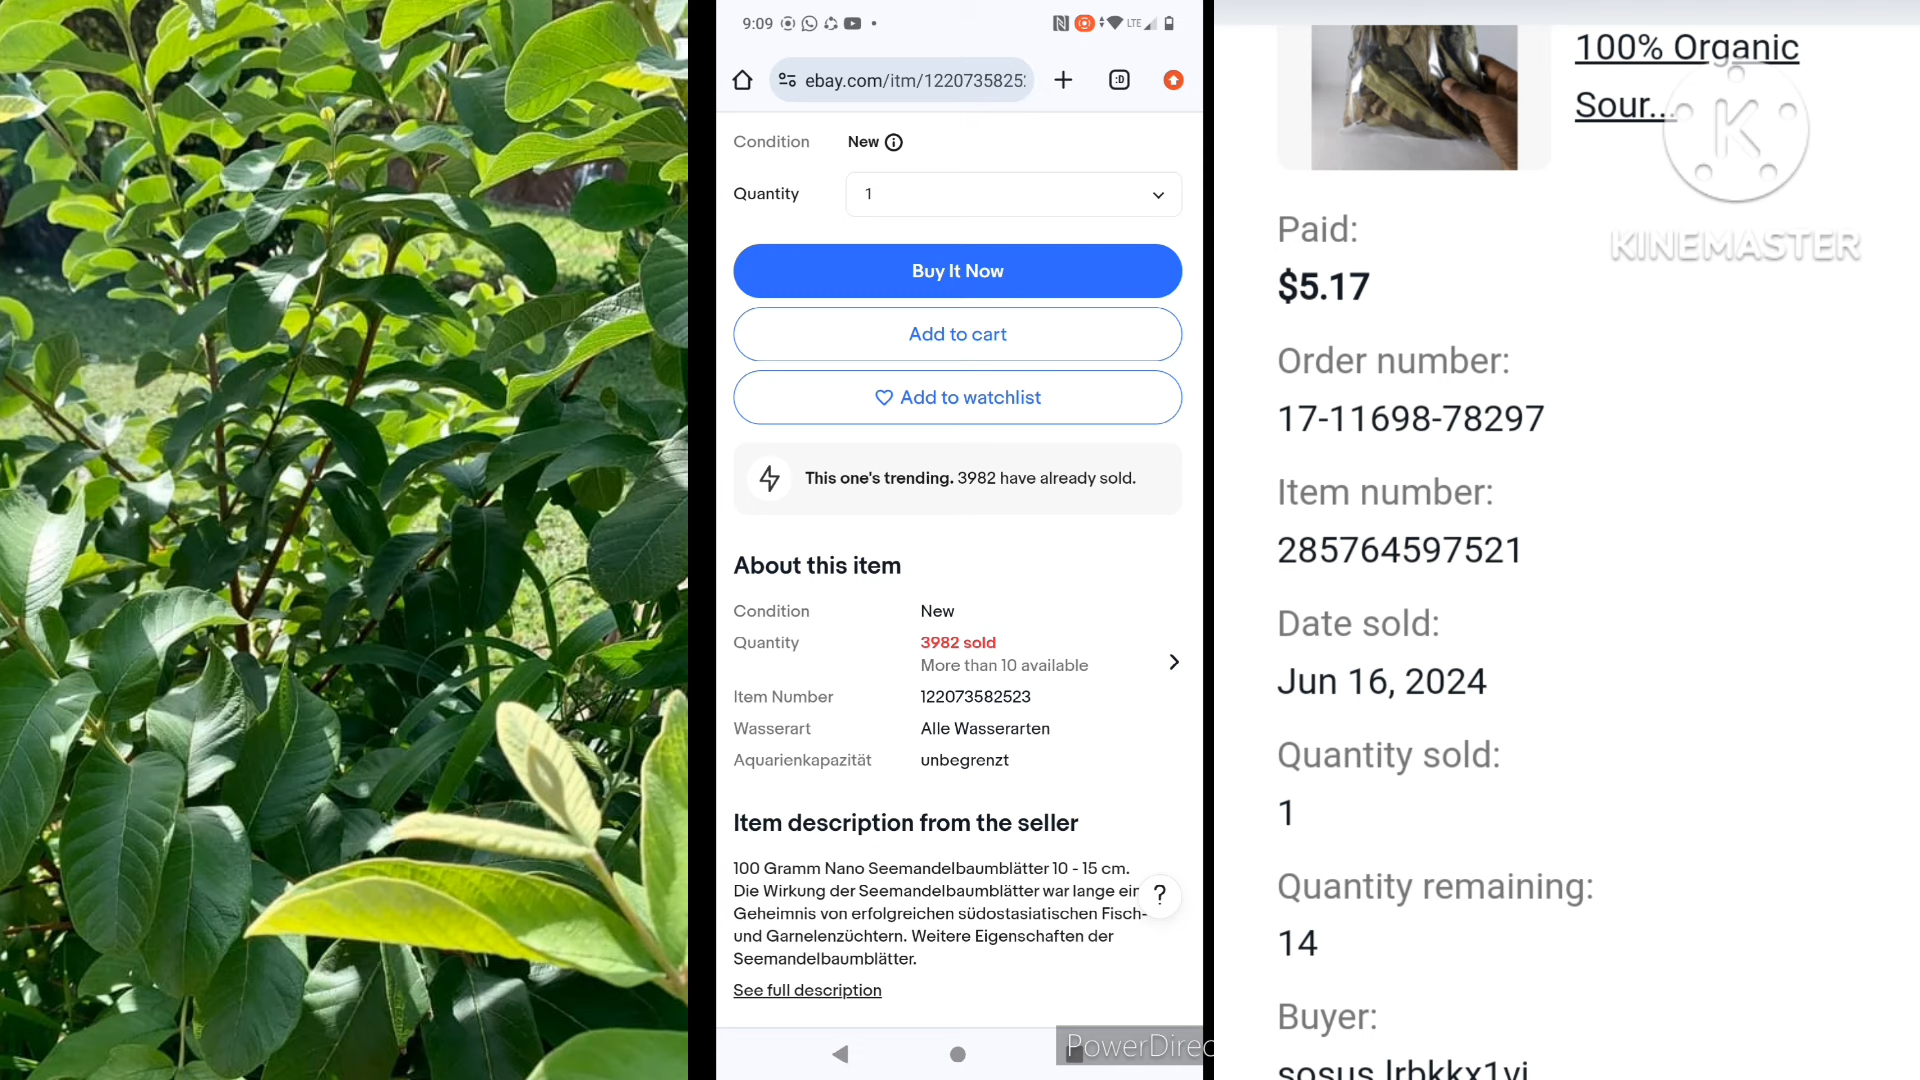 9:09
LTE
ebay.com/itm/1220735825
Condition New
Quantity 1
Buy It Now
Add to cart
Add to watchlist
This one's trending. 3982 have already sold.
About this item
Condition New
Quantity 3982 sold
More than 10 available
Item Number 122073582523
Wasserart Alle Wasserarten
Aquarienkapazität unbegrenzt
Item description from the seller
100 Gramm Nano Seemandelbaumblätter 10 - 15 cm.
Die Wirkung der Seemandelbaumblätter war lange ein
Geheimnis von erfolgreichen südostasiatischen Fisch-
und Garnelenzüchtern. Weitere Eigenschaften der
Seemandelbaumblätter.
?
See full description
PowerDirec
100% Organic
Sour...
K
KINEMASTER
Paid:
$5.17
Order number:
17-11698-78297
Item number:
285764597521
Date sold:
Jun 16, 2024
Quantity sold:
1
Quantity remaining:
14
Buyer: